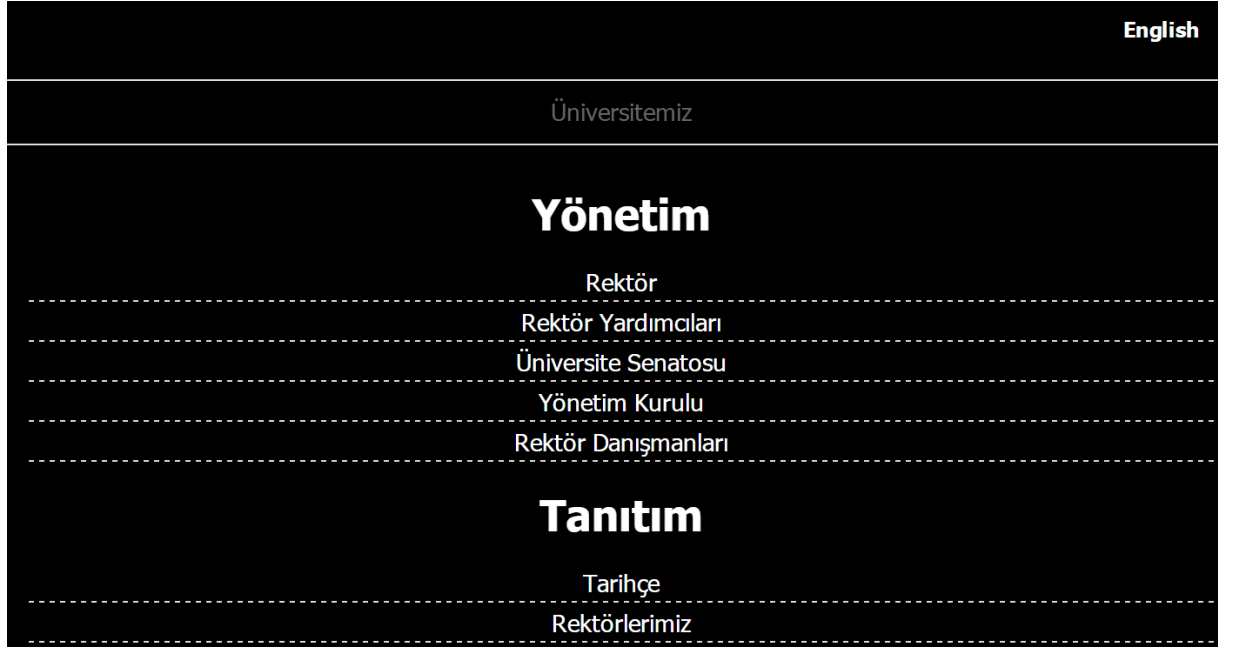 English
Üniversitemiz
Yönetim
Rektör
Rektör Yardımcıları
Üniversite Senatosu
Yönetim Kurulu
Rektör Danışmanları
Tanıtım
Tarihçe
Rektörlerimiz